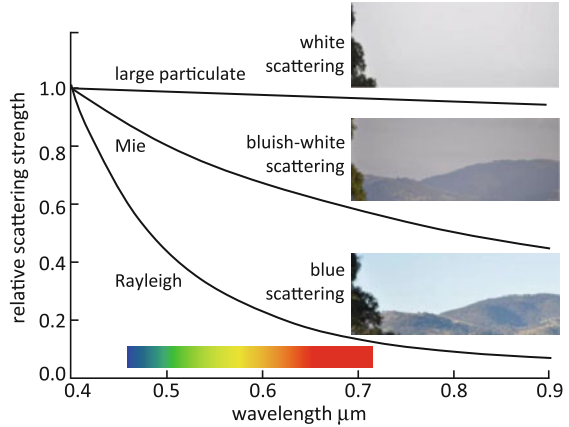 relative scattering strength
1.0
0.8
0.6
0.4
0.2
0.0
large particulate
Mie
Rayleigh
white
scattering
bluish-white
scattering
blue
scattering
0.4
0.5
0.6
0.7
0.8
0.9
wavelength μm